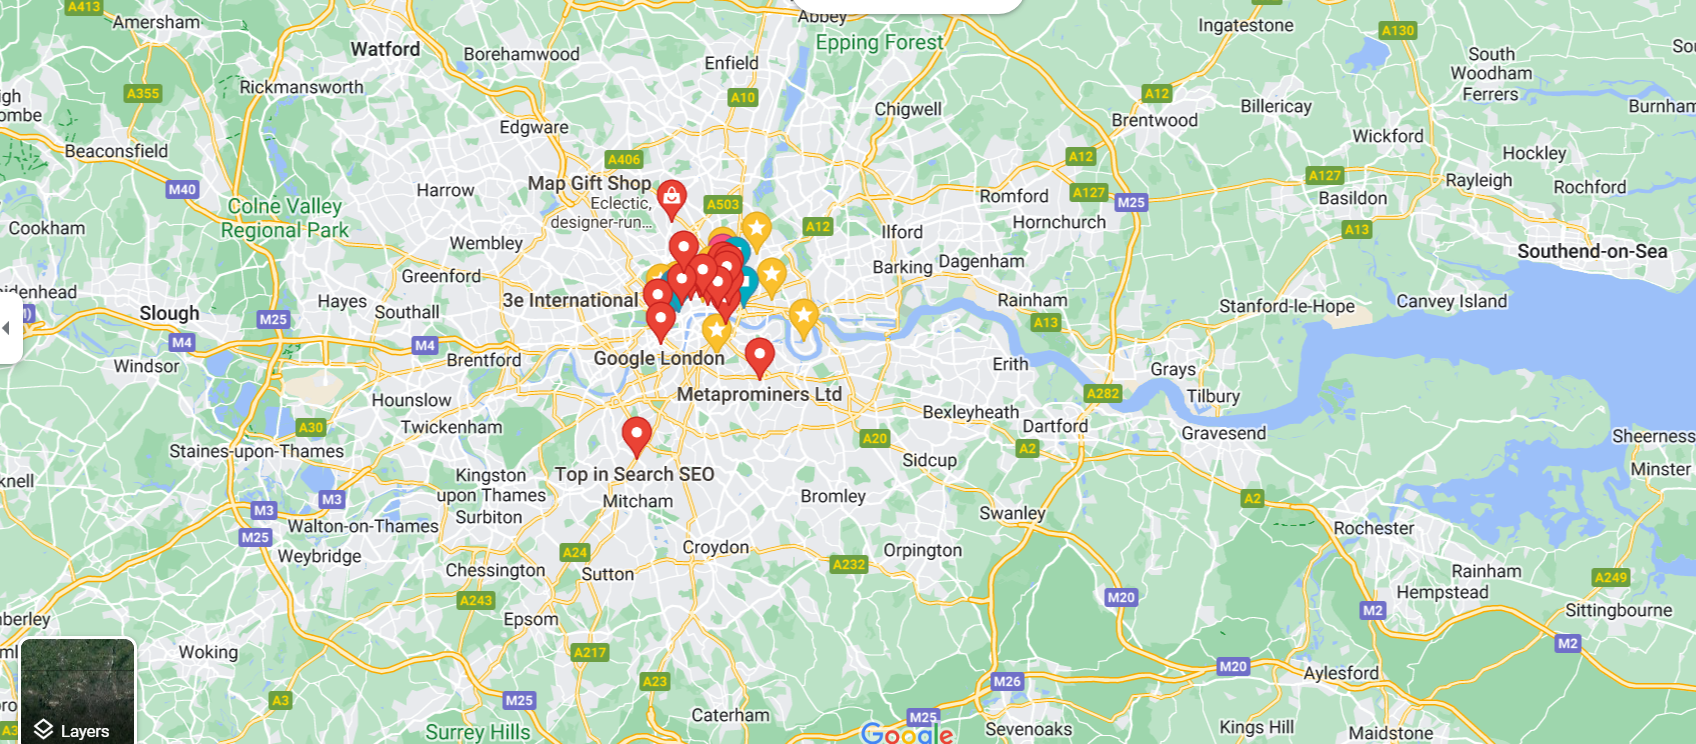 A413
Amersham
Watford
Borehamwood
Abbey
Epping Forest
Ingatestone
A130
South
Woodham
Ferrers
Enfield
Rickmansworth
A355
A10
Chigwell
A12
Brentwood
Billericay
Burnham
Edgware
Wickford
Beaconsfield
A406
A12
Hockley
M40
Harrow
Map Gift Shop
Eclectic,
designer-run...
A503
Romford
A127
M25
A127
Rayleigh
Rochford
Basildon
Colne Valley
Regional Park
Cookham
Wembley
A12
Ilford
Hornchurch
A13
Southend-on-Sea
Greenford
Barking
Dagenham
Hayes
Southall
3e International
Rainham
Stanford-le-Hope
Canvey Island
Slough
M25
A13
M4
M4
Windsor
Brentford
Google London
Erith
Grays
Tilbury
Metaprominers Ltd
A282
Hounslow
Bexleyheath
Dartford
Gravesend
A30
Twickenham
A20
A2
Sheerness
Staines-upon-Thames
Sidcup
Minster
Top in Search SEO
Kingston
upon Thames
Surbiton
Mitcham
Bromley
M3
M3
A2
Swanley
Rochester
Walton-on-Thames
M25
Weybridge
Croydon
Orpington
A24
Chessington
Sutton
A232
Rainham
A249
Hempstead
A243
Epsom
M20
M2
Sittingbourne
M2
Woking
A217
M20
Aylesford
A23
M26
A3
M25
Caterham
M25
Sevenoaks
Kings Hill
Maidstone
Surrey Hills
Google
Layers